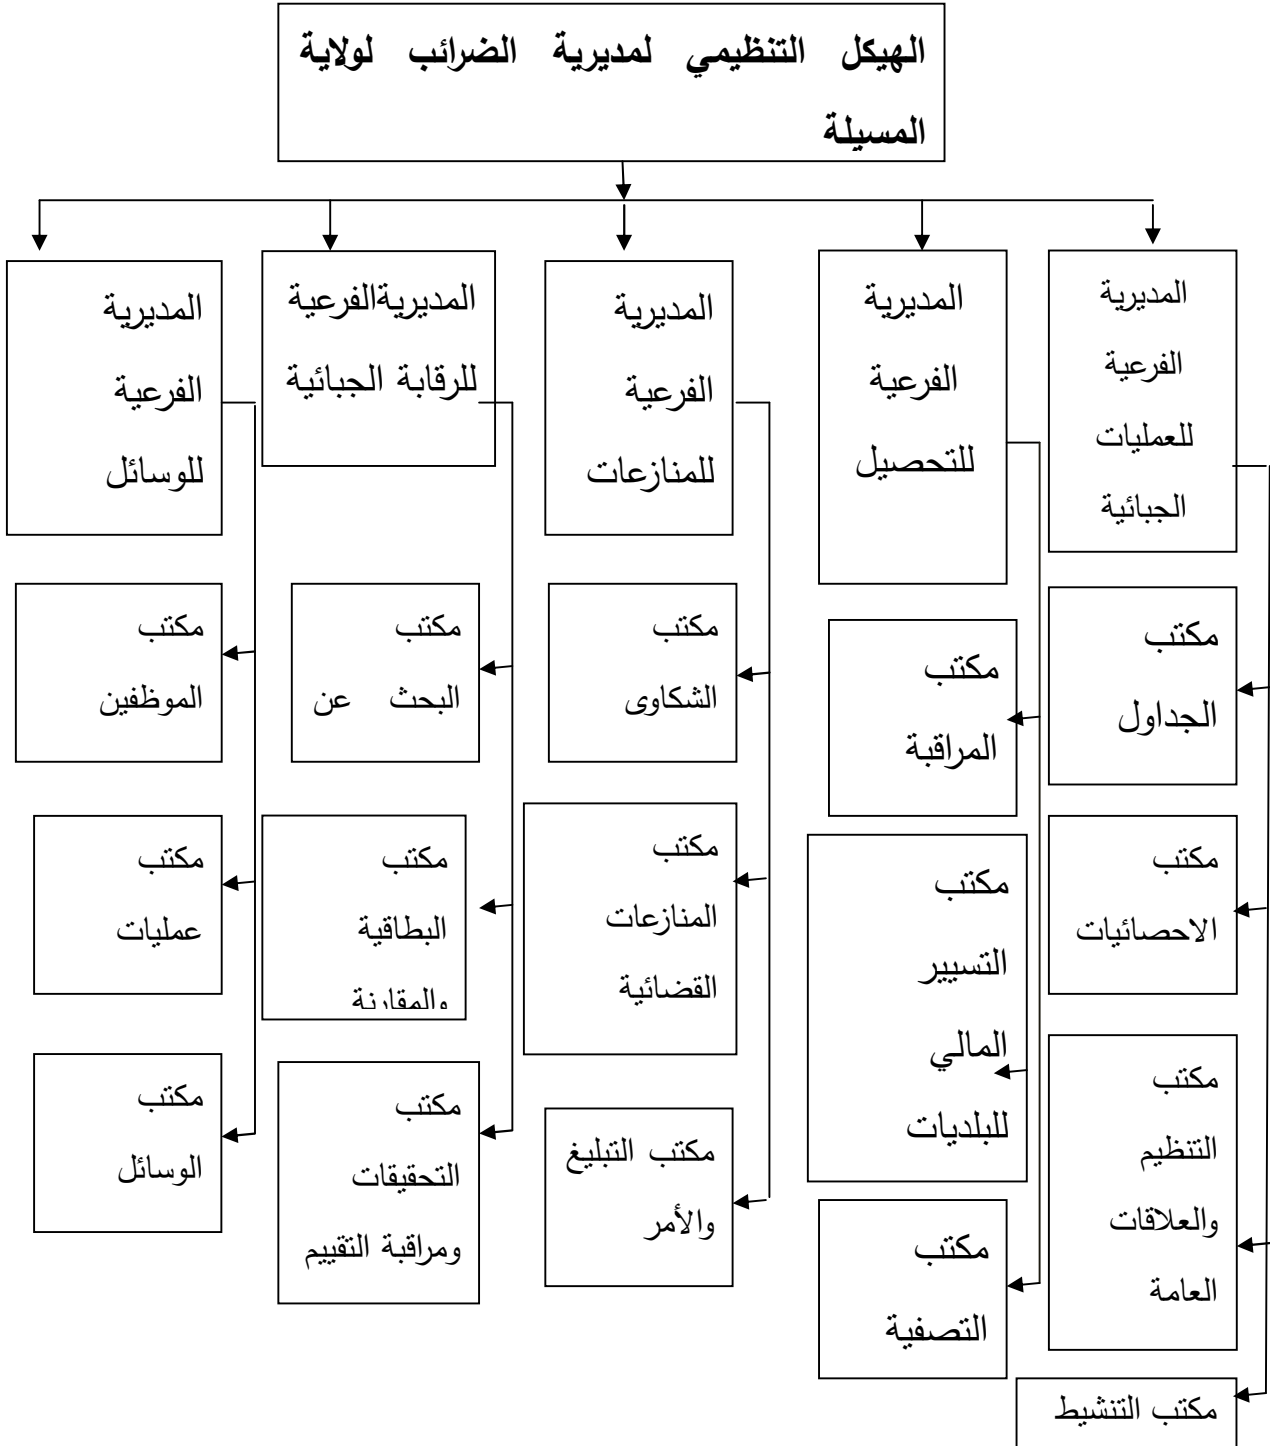 الهيكل التنظيمي لمديرية الضرائب لولاية
المسيلة
المديرية
الفرعية
للعمليات
الجبائية
المديرية
الفرعية
للتحصيل
المديرية
الفرعية
للمنازعات
المديريةالفرعية
للرقابة الجبائية
المديرية
الفرعية
للوسائل
مكتب
الجداول
مكتب
الاحصائيات
مكتب
التنظيم
والعلاقات
العامة
مكتب التنشيط
مكتب
المراقبة
مكتب
التسيير
المالي
للبلديات
مكتب
التصفية
مكتب
الشكاوى
مكتب
المنازعات
القضائية
مكتب التبليغ
والأمر
مكتب
البحث عن
مكتب
البطاقية
والمقارنة
مكتب
التحقيقات
ومراقبة التقييم
مكتب
الموظفين
مكتب
عمليات
مكتب
الوسائل